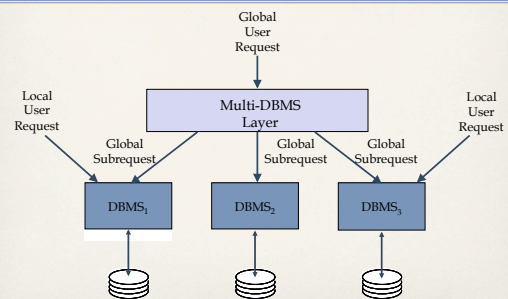 Global
User
Request
Local
User
Request
Multi-DBMS
Layer
Local
User
Request
Global
Subrequest
Global
Subrequest
Global
Subrequest
DBMS₁
DBMS₂
DBMS₃